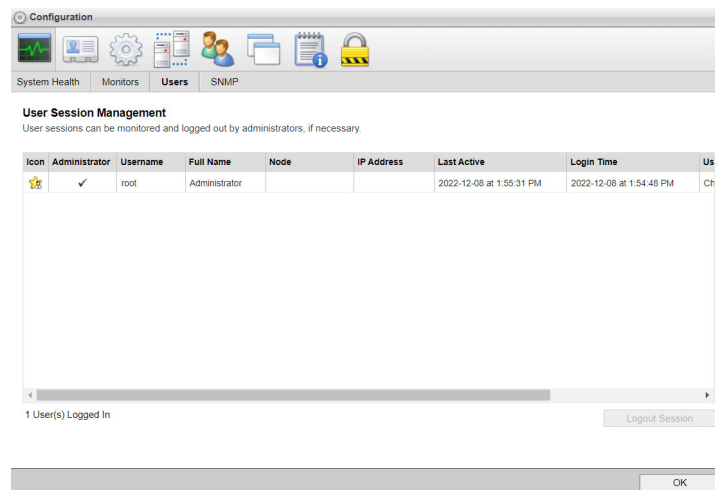 Configuration
System Health Monitors Users SNMP
User Session Management
User sessions can be monitored and logged out by administrators, if necessary.
Icon Administrator Username Full Name Node IP Address Last Active Login Time Us
✓ root Administrator 2022-12-08 at 1:55:31 PM 2022-12-08 at 1:54:48 PM Ch
1 User(s) Logged In
Logout Session
OK